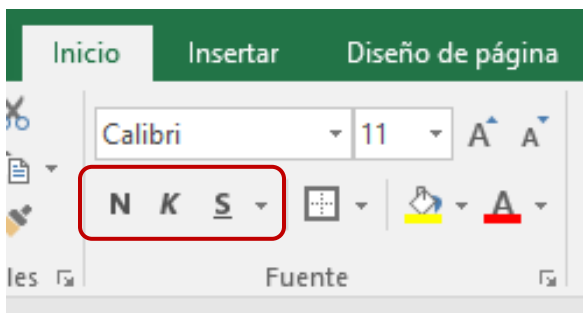 Inicio Insertar Diseño de página
Calibri 11 A A
N K S A
les Fuente